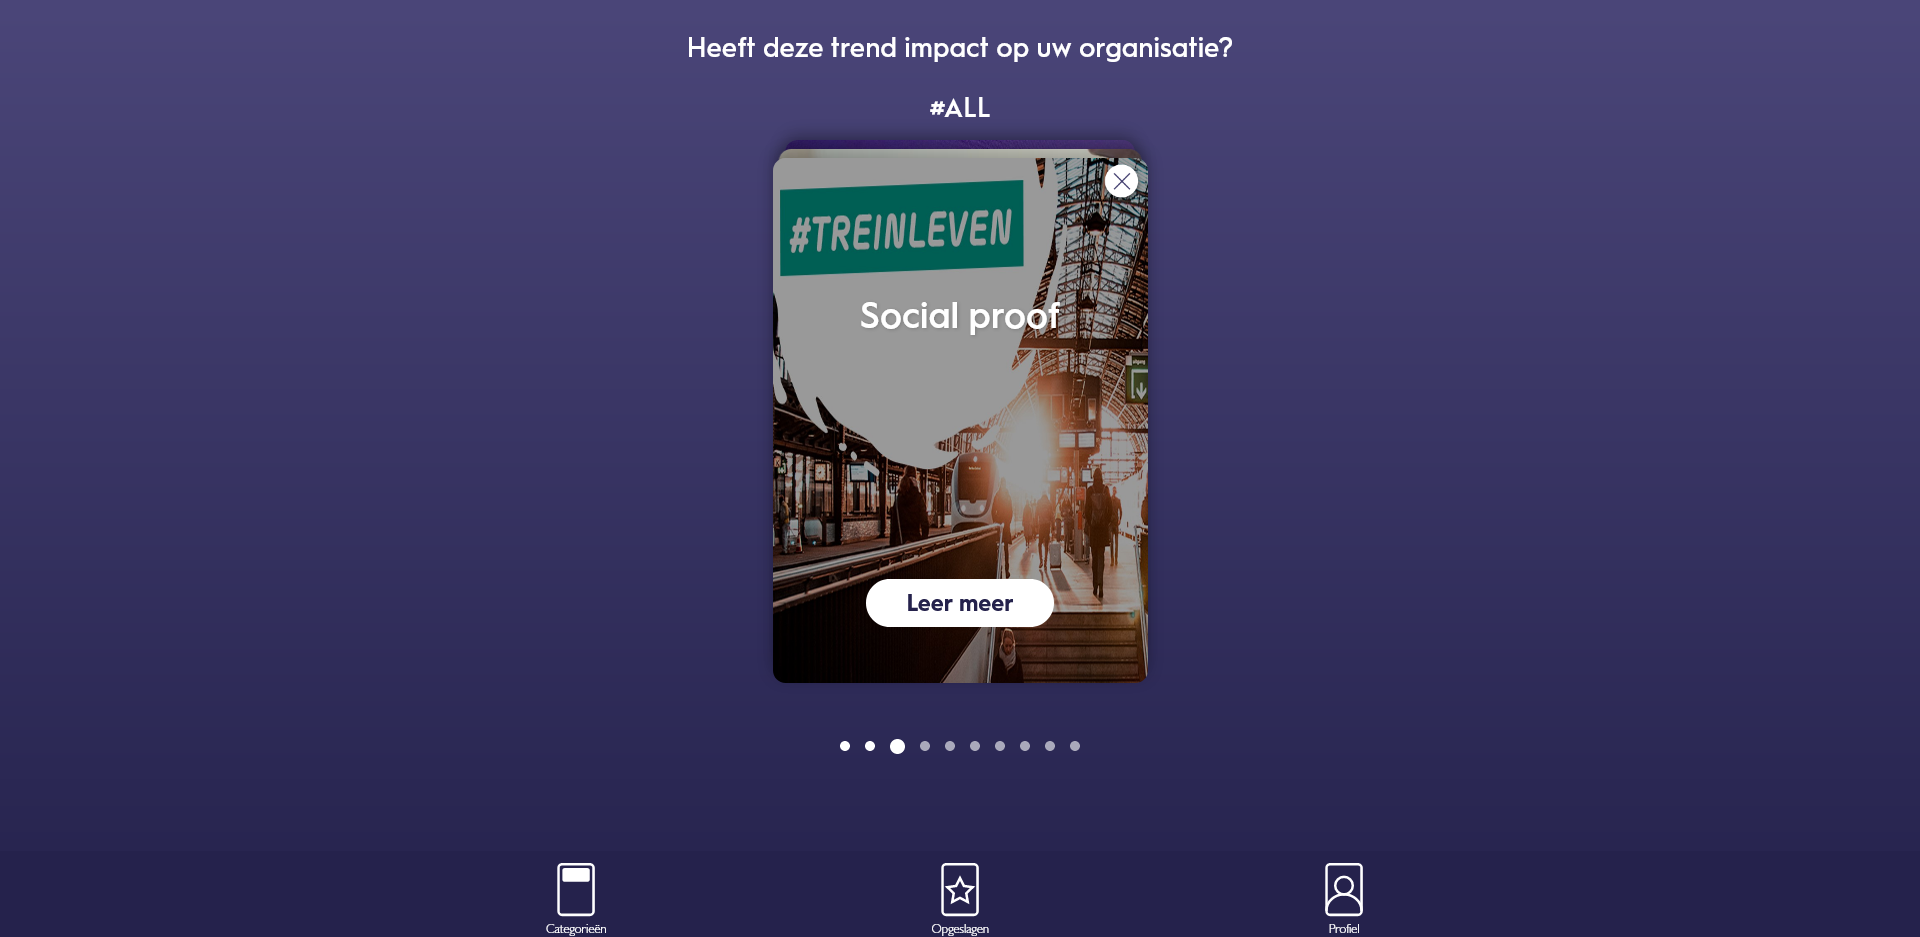 Heeft deze trend impact op uw organisatie?
#ALL
#TREINLEVEN
Social proof
Leer meer
Categorieën
Opgeslagen
Profiel